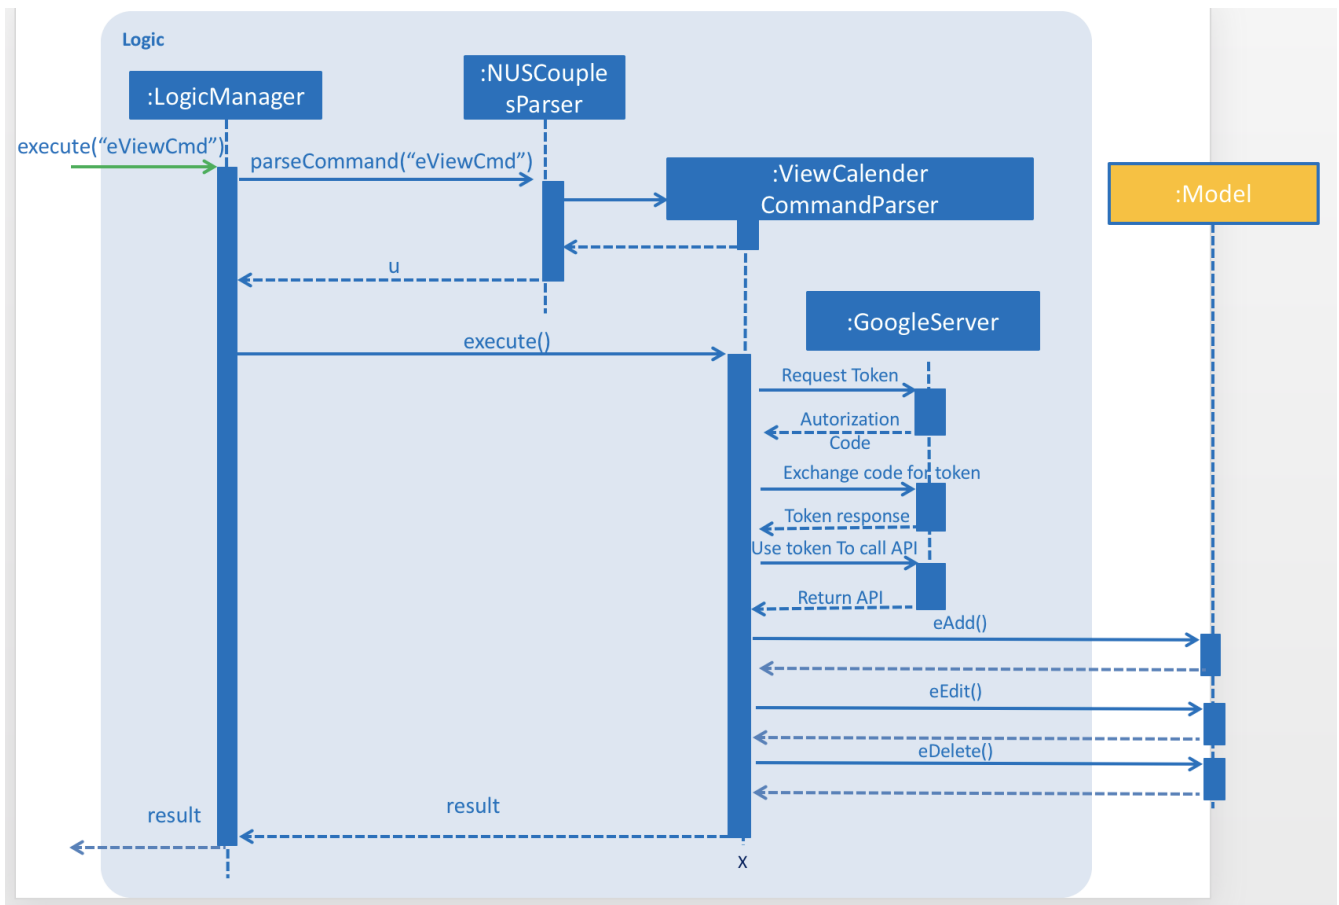 Logic
:LogicManager
:NUSCouple
sParser
execute(“eViewCmd”)
parseCommand(“eViewCmd”)
:ViewCalender
CommandParser
:Model
u
:GoogleServer
execute()
Request Token
Autorization
Code
Exchange code for token
Token response
Use token To call API
Return API
eAdd()
eEdit()
eDelete()
result
result
x